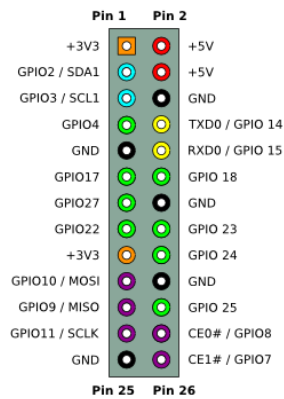 Pin 1 Pin 2
+3V3 +5V
GPIO2 / SDA1 +5V
GPIO3 / SCL1 GND
GPIO4 TXD0 / GPIO 14
GND RXD0 / GPIO 15
GPIO17 GPIO 18
GPIO27 GND
GPIO22 GPIO 23
+3V3 GPIO 24
GPIO10 / MOSI GND
GPIO9 / MISO GPIO 25
GPIO11 / SCLK CE0# / GPIO8
GND CE1# / GPIO7
Pin 25 Pin 26